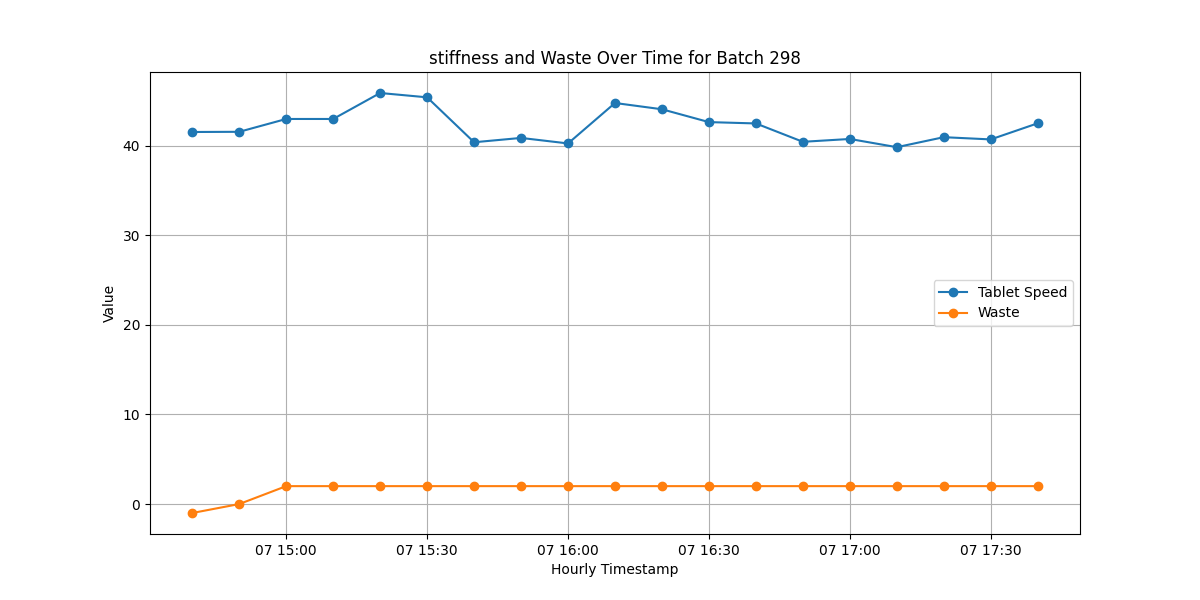 stiffness and Waste Over Time for Batch 298
Value
40
30
20
10
0
Tablet Speed
Waste
07 15:00
07 15:30
07 16:00
07 16:30
07 17:00
07 17:30
Hourly Timestamp